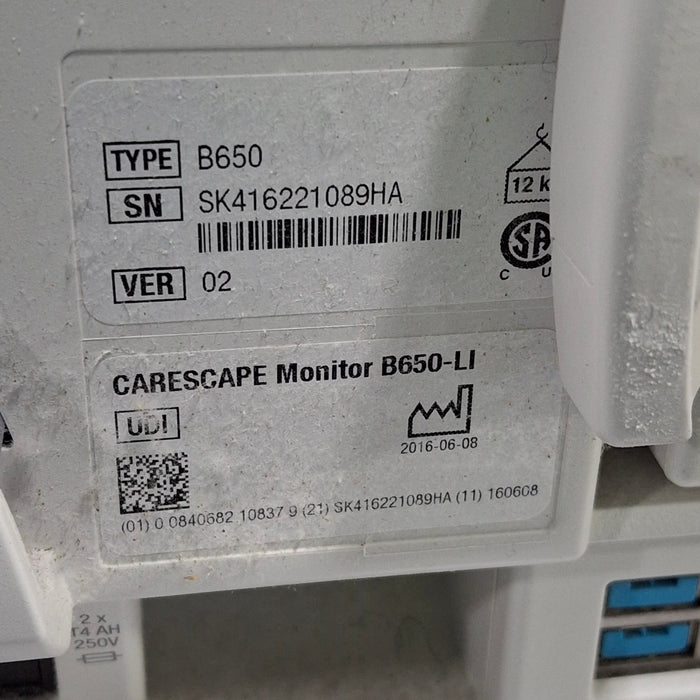 TYPE B650
SN SK416221089HA
VER 02
12 k
SA
C U
CARESCAPE Monitor B650-LI
UDI
2016-06-08
(01) 0 0840682 10837 9 (21) SK416221089HA (11) 160608
2 x
T4 AH
250V